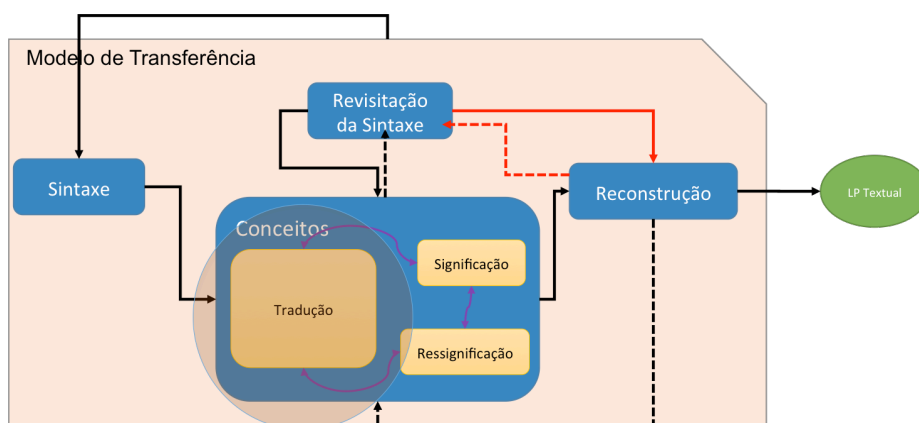 Modelo de Transferência
Revisitação
da Sintaxe
Sintaxe
Reconstrução
LP Textual
Conceitos
Significação
Tradução
Ressignificação